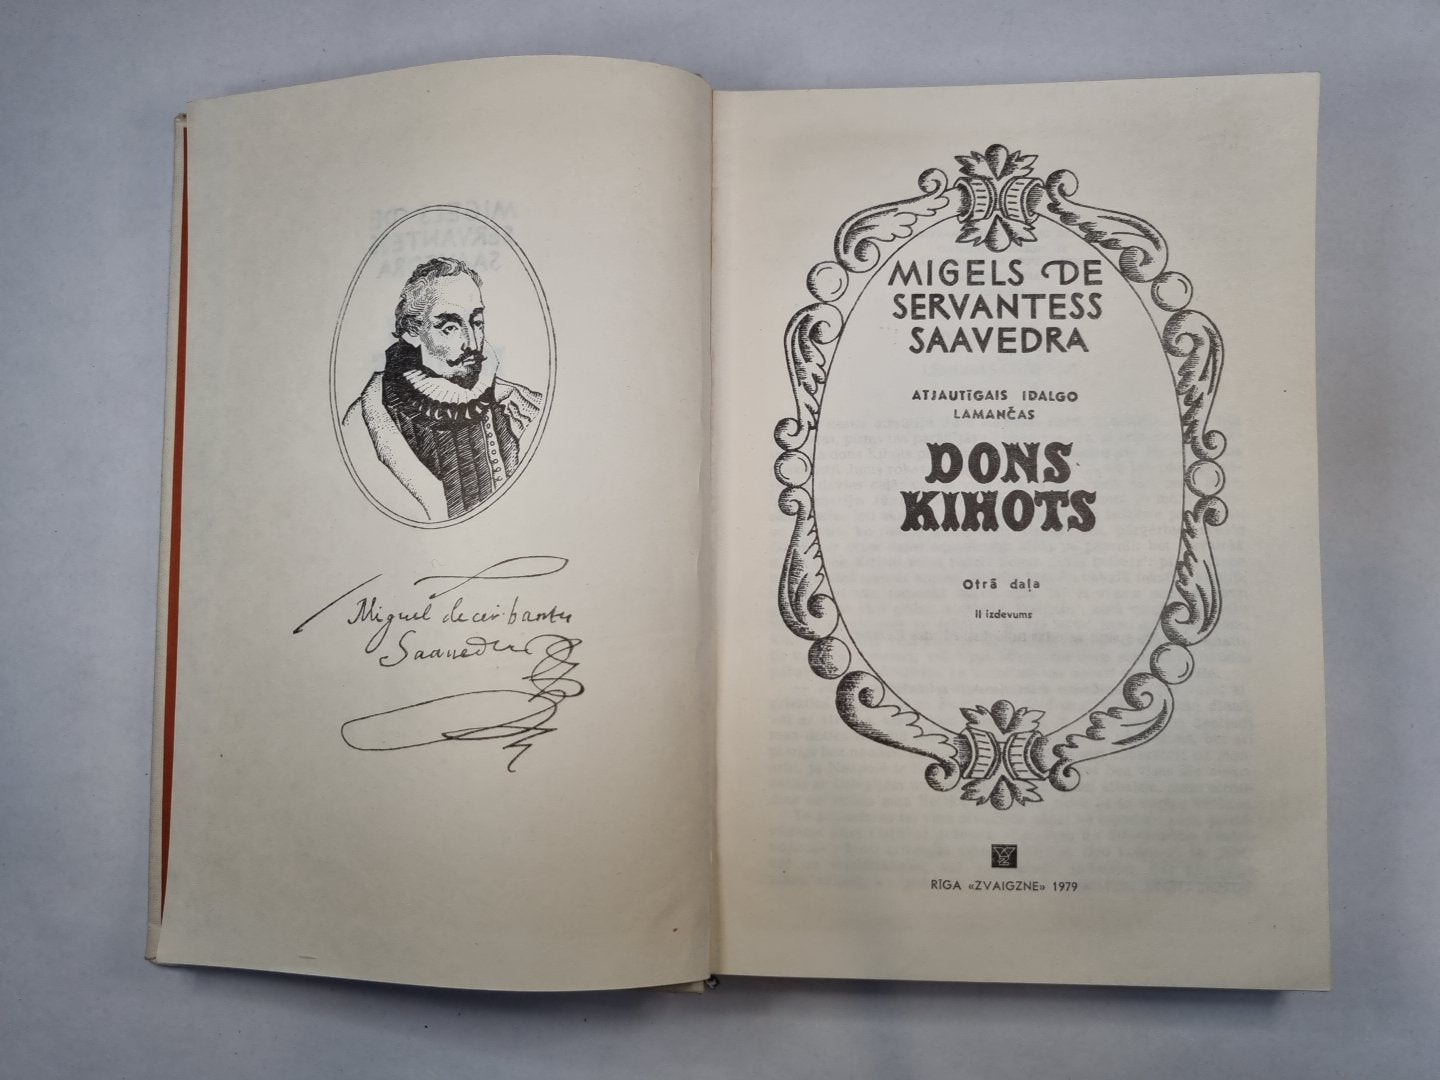 Miguel de cerbantes
Saavedra
MIGELS DE
SERVANTESS
SAAVEDRA
ATJAUTĪGAIS IDALGO
LAMANČAS
DONS
KIHOTS
Otrā daļa
II izdevums
RĪGA «ZVAIGZNE» 1979